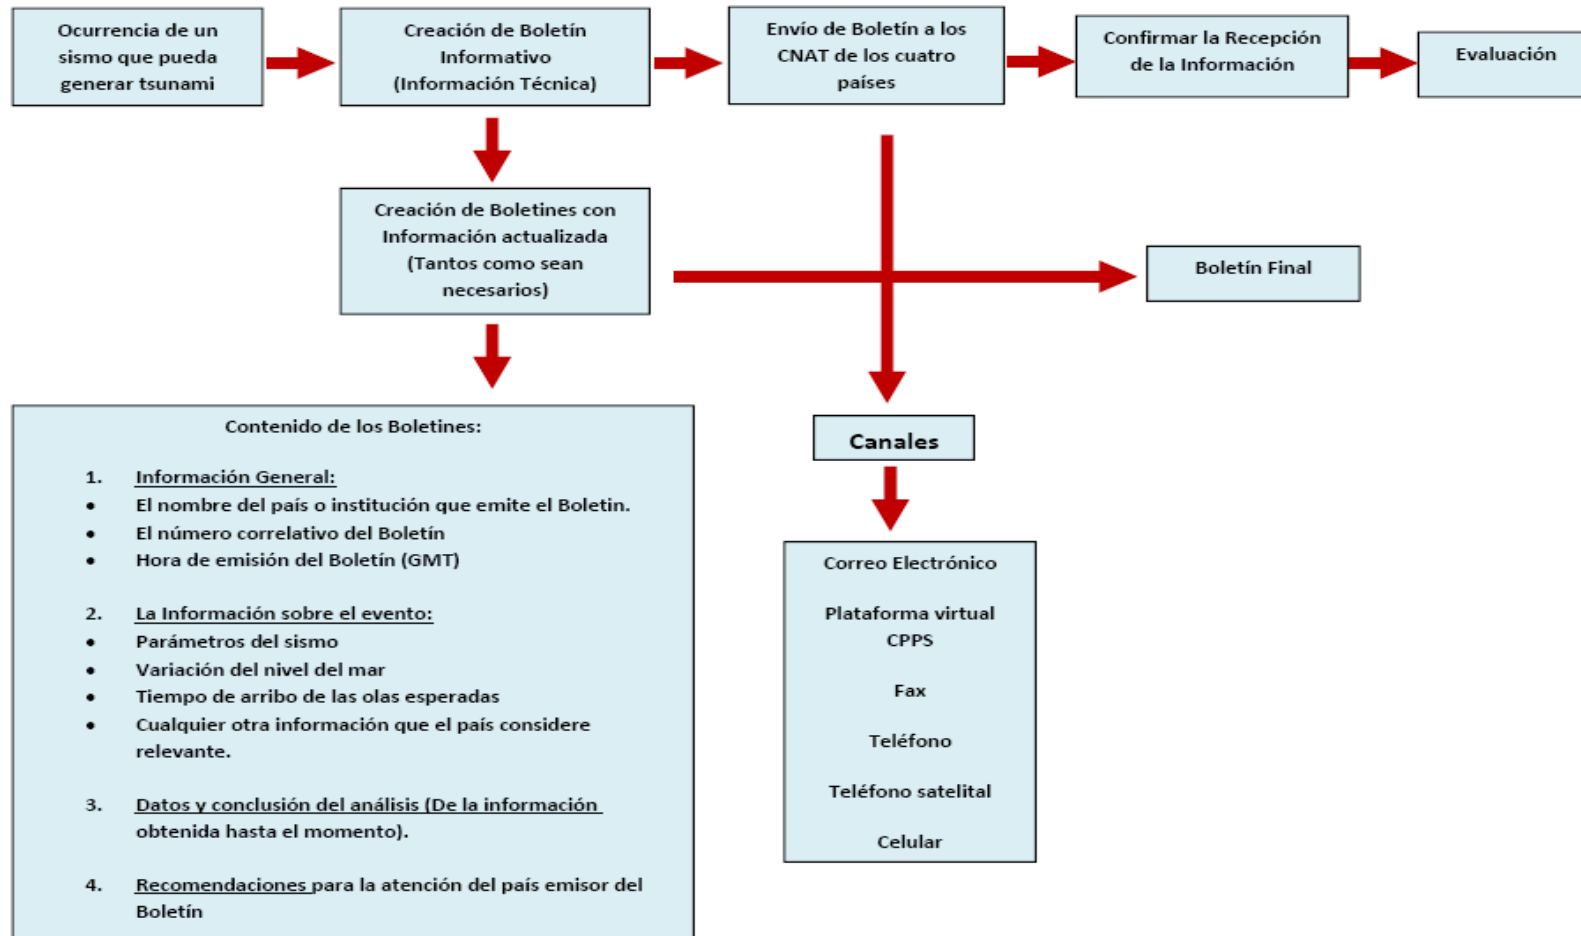 Ocurrencia de un
sismo que pueda
generar tsunami
Creación de Boletín
Informativo
(Información Técnica)
Envío de Boletín a los
CNAT de los cuatro
países
Confirmar la Recepción
de la Información
Evaluación
Creación de Boletines con
Información actualizada
(Tantos como sean
necesarios)
Boletín Final
Contenido de los Boletines:
1. Información General:
• El nombre del país o institución que emite el Boletin.
• El número correlativo del Boletín
• Hora de emisión del Boletín (GMT)
2. La Información sobre el evento:
• Parámetros del sismo
• Variación del nivel del mar
• Tiempo de arribo de las olas esperadas
• Cualquier otra información que el país considere
relevante.
3. Datos y conclusión del análisis (De la información
obtenida hasta el momento).
4. Recomendaciones para la atención del país emisor del
Boletín
Canales
Correo Electrónico
Plataforma virtual
CPPS
Fax
Teléfono
Teléfono satelital
Celular